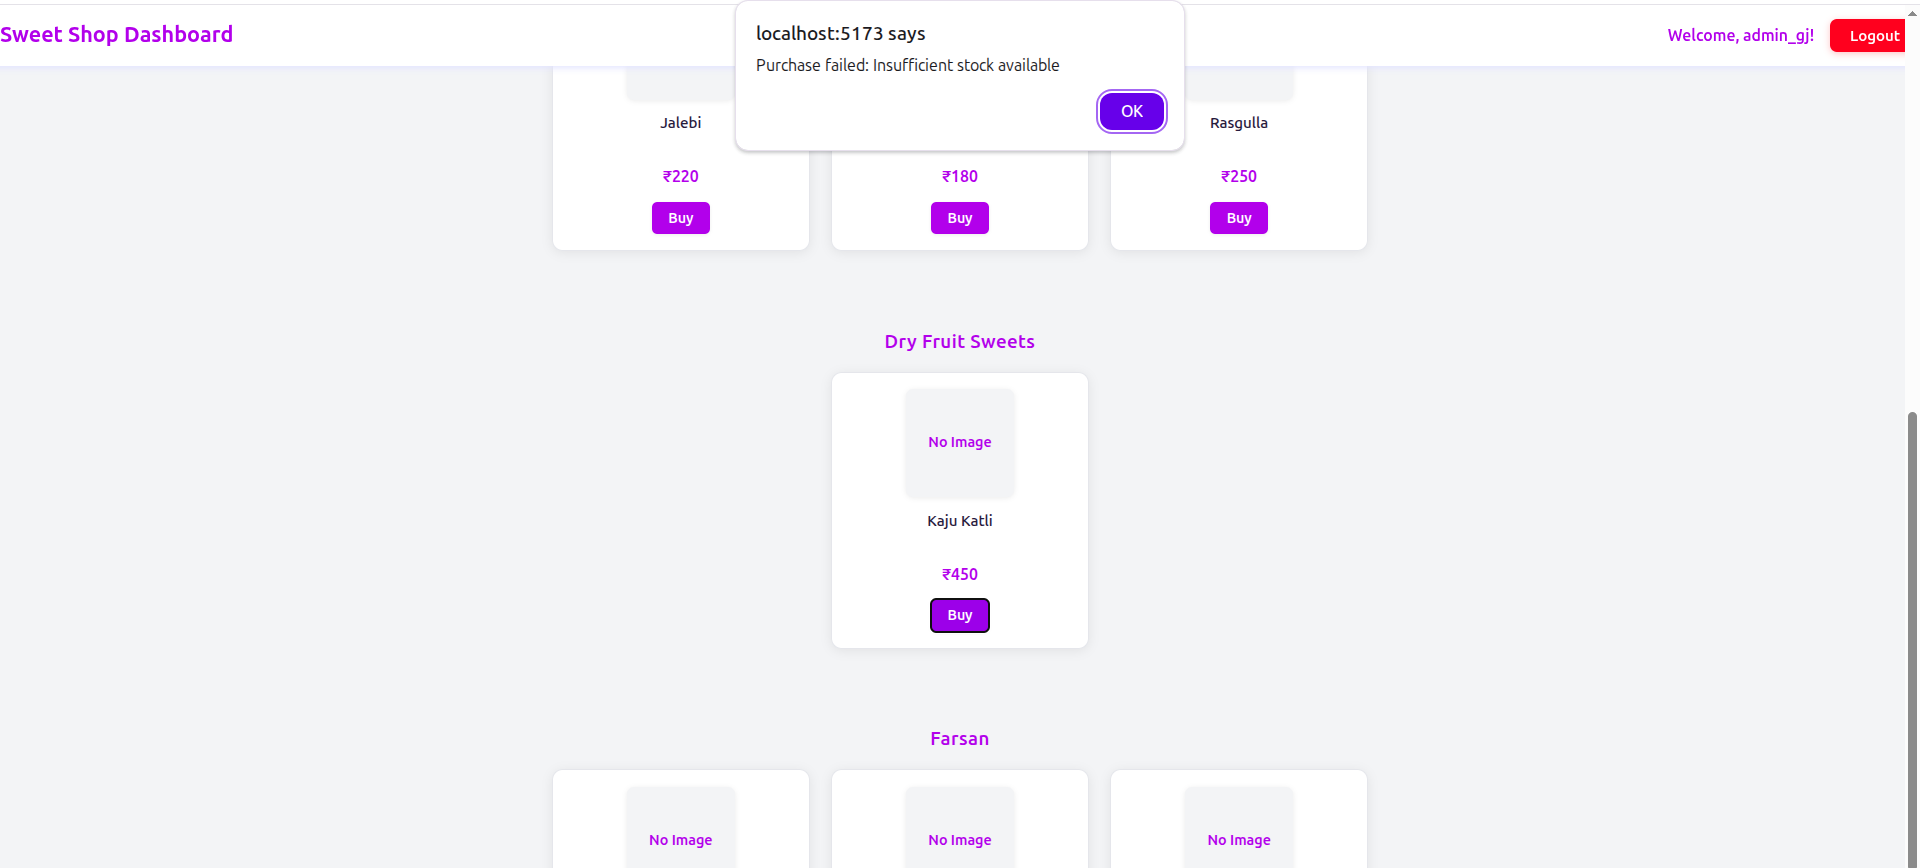 Sweet Shop Dashboard
Welcome, admin_gj!
Logout
localhost:5173 says
Purchase failed: Insufficient stock available
OK
Jalebi
Rasgulla
₹220
₹180
₹250
Buy
Buy
Buy
Dry Fruit Sweets
No Image
Kaju Katli
₹450
Buy
Farsan
No Image
No Image
No Image